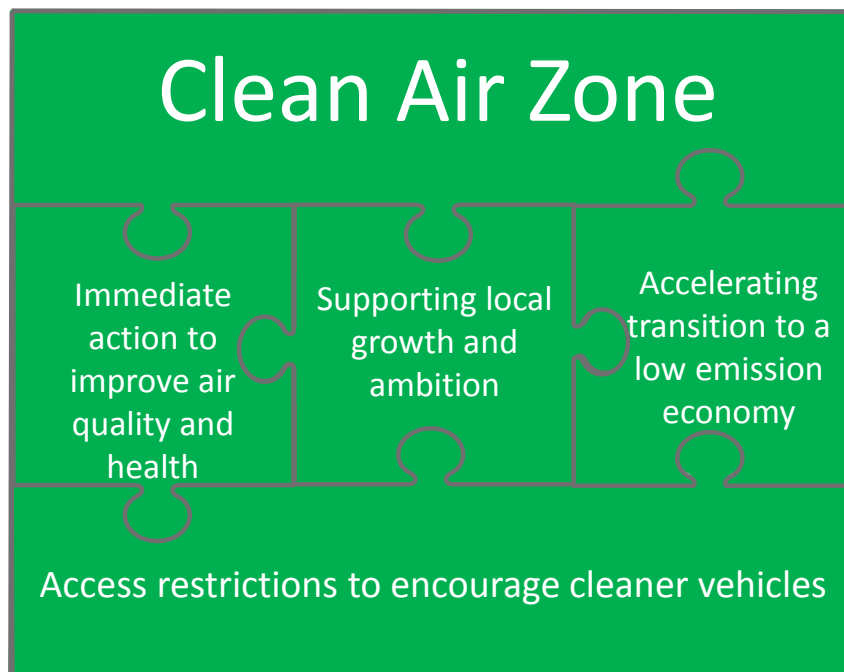 Clean Air Zone
Immediate
action to
improve air
quality and
health
Supporting local
growth and
ambition
Accelerating
transition to a
low emission
economy
Access restrictions to encourage cleaner vehicles